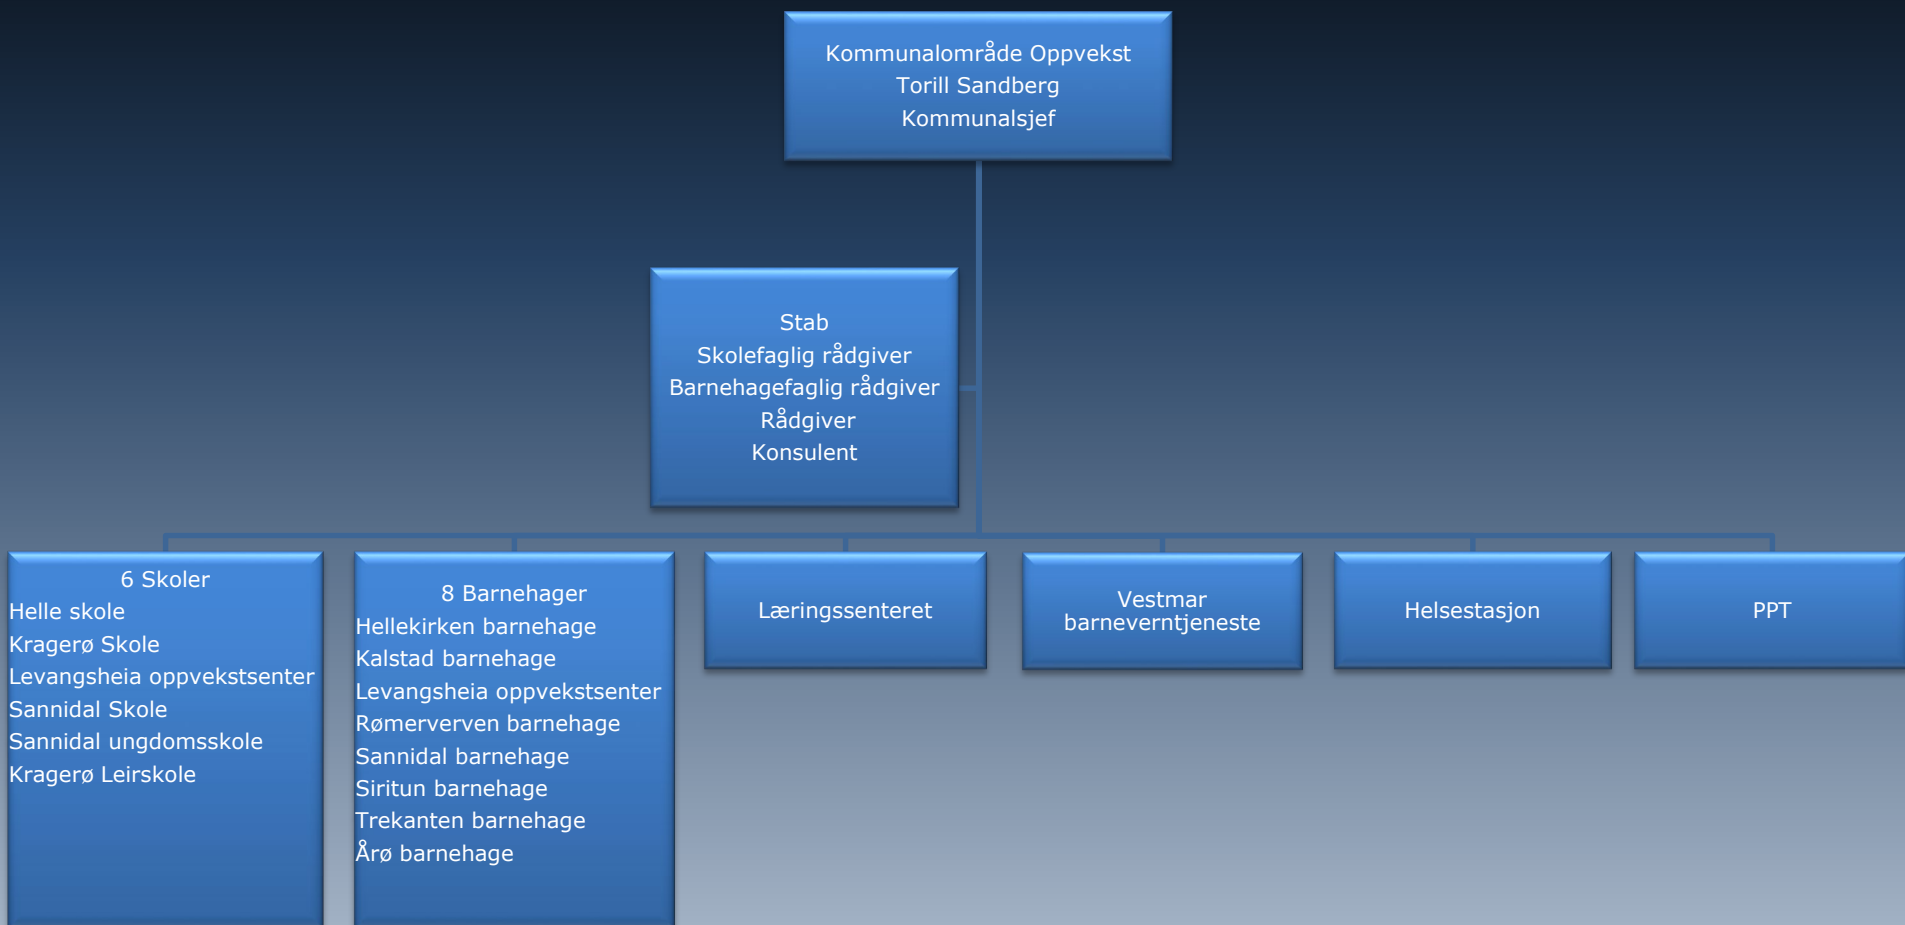 Kommunalområde Oppvekst
Torill Sandberg
Kommunalsjef
Stab
Skolefaglig rådgiver
Barnehagefaglig rådgiver
Rådgiver
Konsulent
6 Skoler
Helle skole
Kragerø Skole
Levangsheia oppvekstsenter
Sannidal Skole
Sannidal ungdomsskole
Kragerø Leirskole
8 Barnehager
Hellekirken barnehage
Kalstad barnehage
Levangsheia oppvekstsenter
Rømerverven barnehage
Sannidal barnehage
Siritun barnehage
Trekanten barnehage
Årø barnehage
Læringssenteret
Vestmar
barneverntjeneste
Helsestasjon
PPT